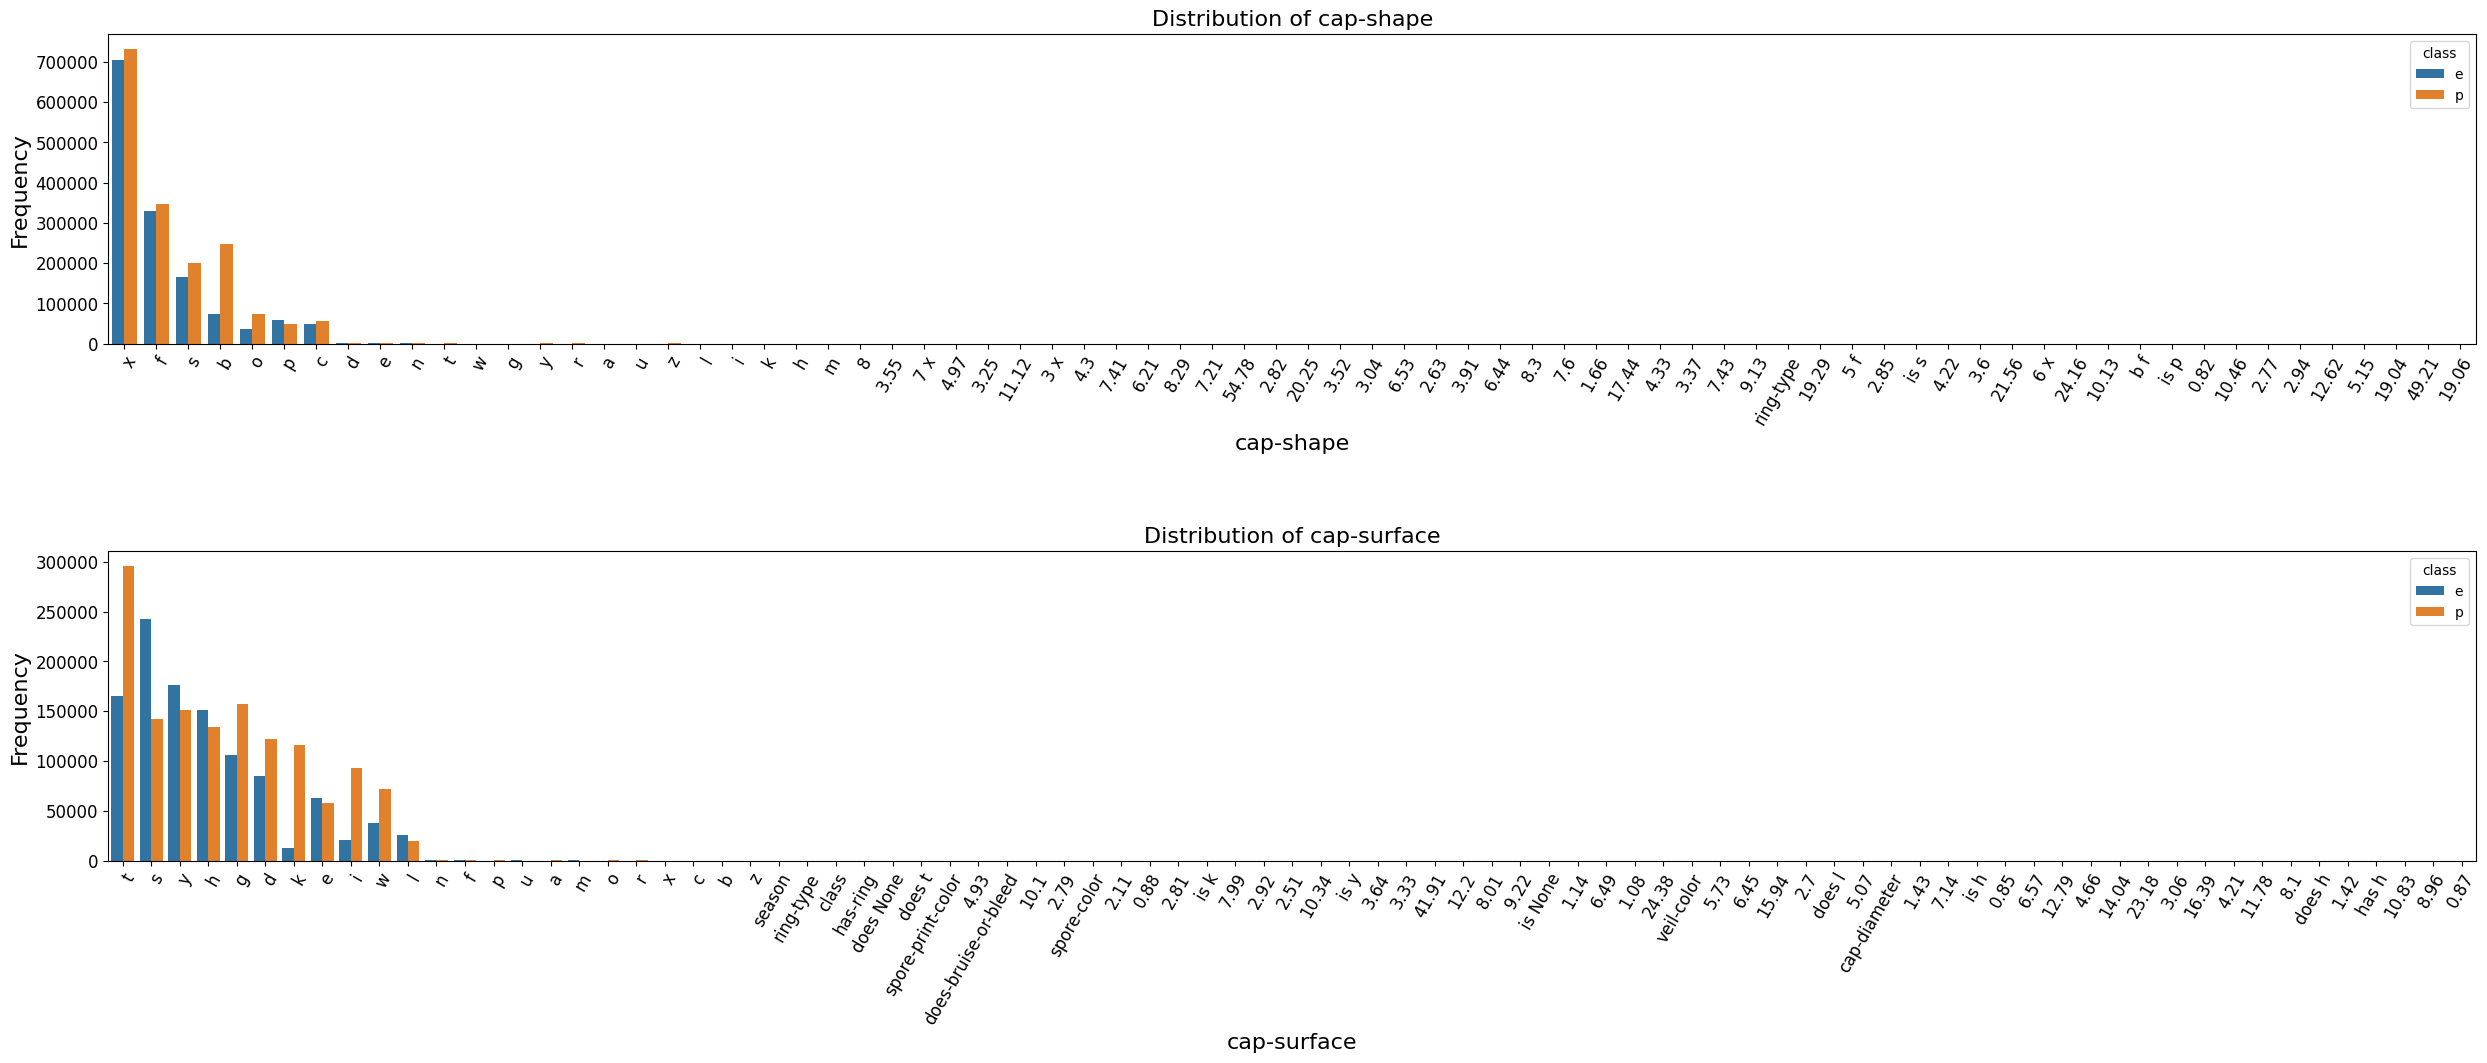 Distribution of cap-shape
700000
600000
500000
400000
300000
200000
100000
0
Frequency
class
e
p
x f s b o p c d e n t w g y r a u z l i k h m 8 3.55 7 x 4.97 3.25 11.12 3 x 4.3 7.41 6.21 8.29 7.21 54.78 2.82 20.25 3.52 3.04 6.53 2.63 3.91 6.44 8.3 7.6 1.66 17.44 4.33 3.37 7.43 9.13 ring-type 19.29 5 f 2.85 is s 4.22 3.6 21.56 6 x 24.16 10.13 b f is p 0.82 10.46 2.77 2.94 12.62 5.15 19.04 49.21 19.06
cap-shape
Distribution of cap-surface
300000
250000
200000
150000
100000
50000
0
Frequency
class
e
p
t s y h g d k e i w l n f p u a m o r x c b z season ring-type class has-ring does None does t spore-print-color 4.93 does-bruise-or-bleed 10.1 2.79 spore-color 2.11 0.88 2.81 is k 7.99 2.92 2.51 10.34 is y 3.64 3.33 41.91 12.2 8.01 9.22 is None 1.14 6.49 1.08 24.38 veil-color 5.73 6.45 15.94 2.7 does l 5.07 cap-diameter 1.43 7.14 is h 0.85 6.57 12.79 4.66 14.04 23.18 3.06 16.39 4.21 11.78 8.1 does h 1.42 has h 10.83 8.96 0.87
cap-surface